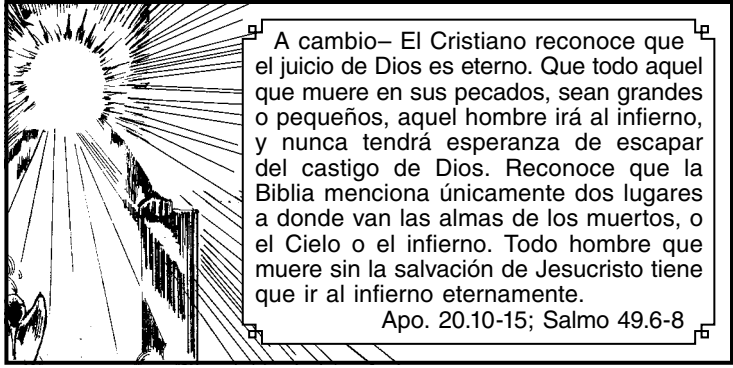 A cambio– El Cristiano reconoce que
el juicio de Dios es eterno. Que todo aquel
que muere en sus pecados, sean grandes
o pequeños, aquel hombre irá al infierno,
y nunca tendrá esperanza de escapar
del castigo de Dios. Reconoce que la
Biblia menciona únicamente dos lugares
a donde van las almas de los muertos, o
el Cielo o el infierno. Todo hombre que
muere sin la salvación de Jesucristo tiene
que ir al infierno eternamente.
Apo. 20.10-15; Salmo 49.6-8